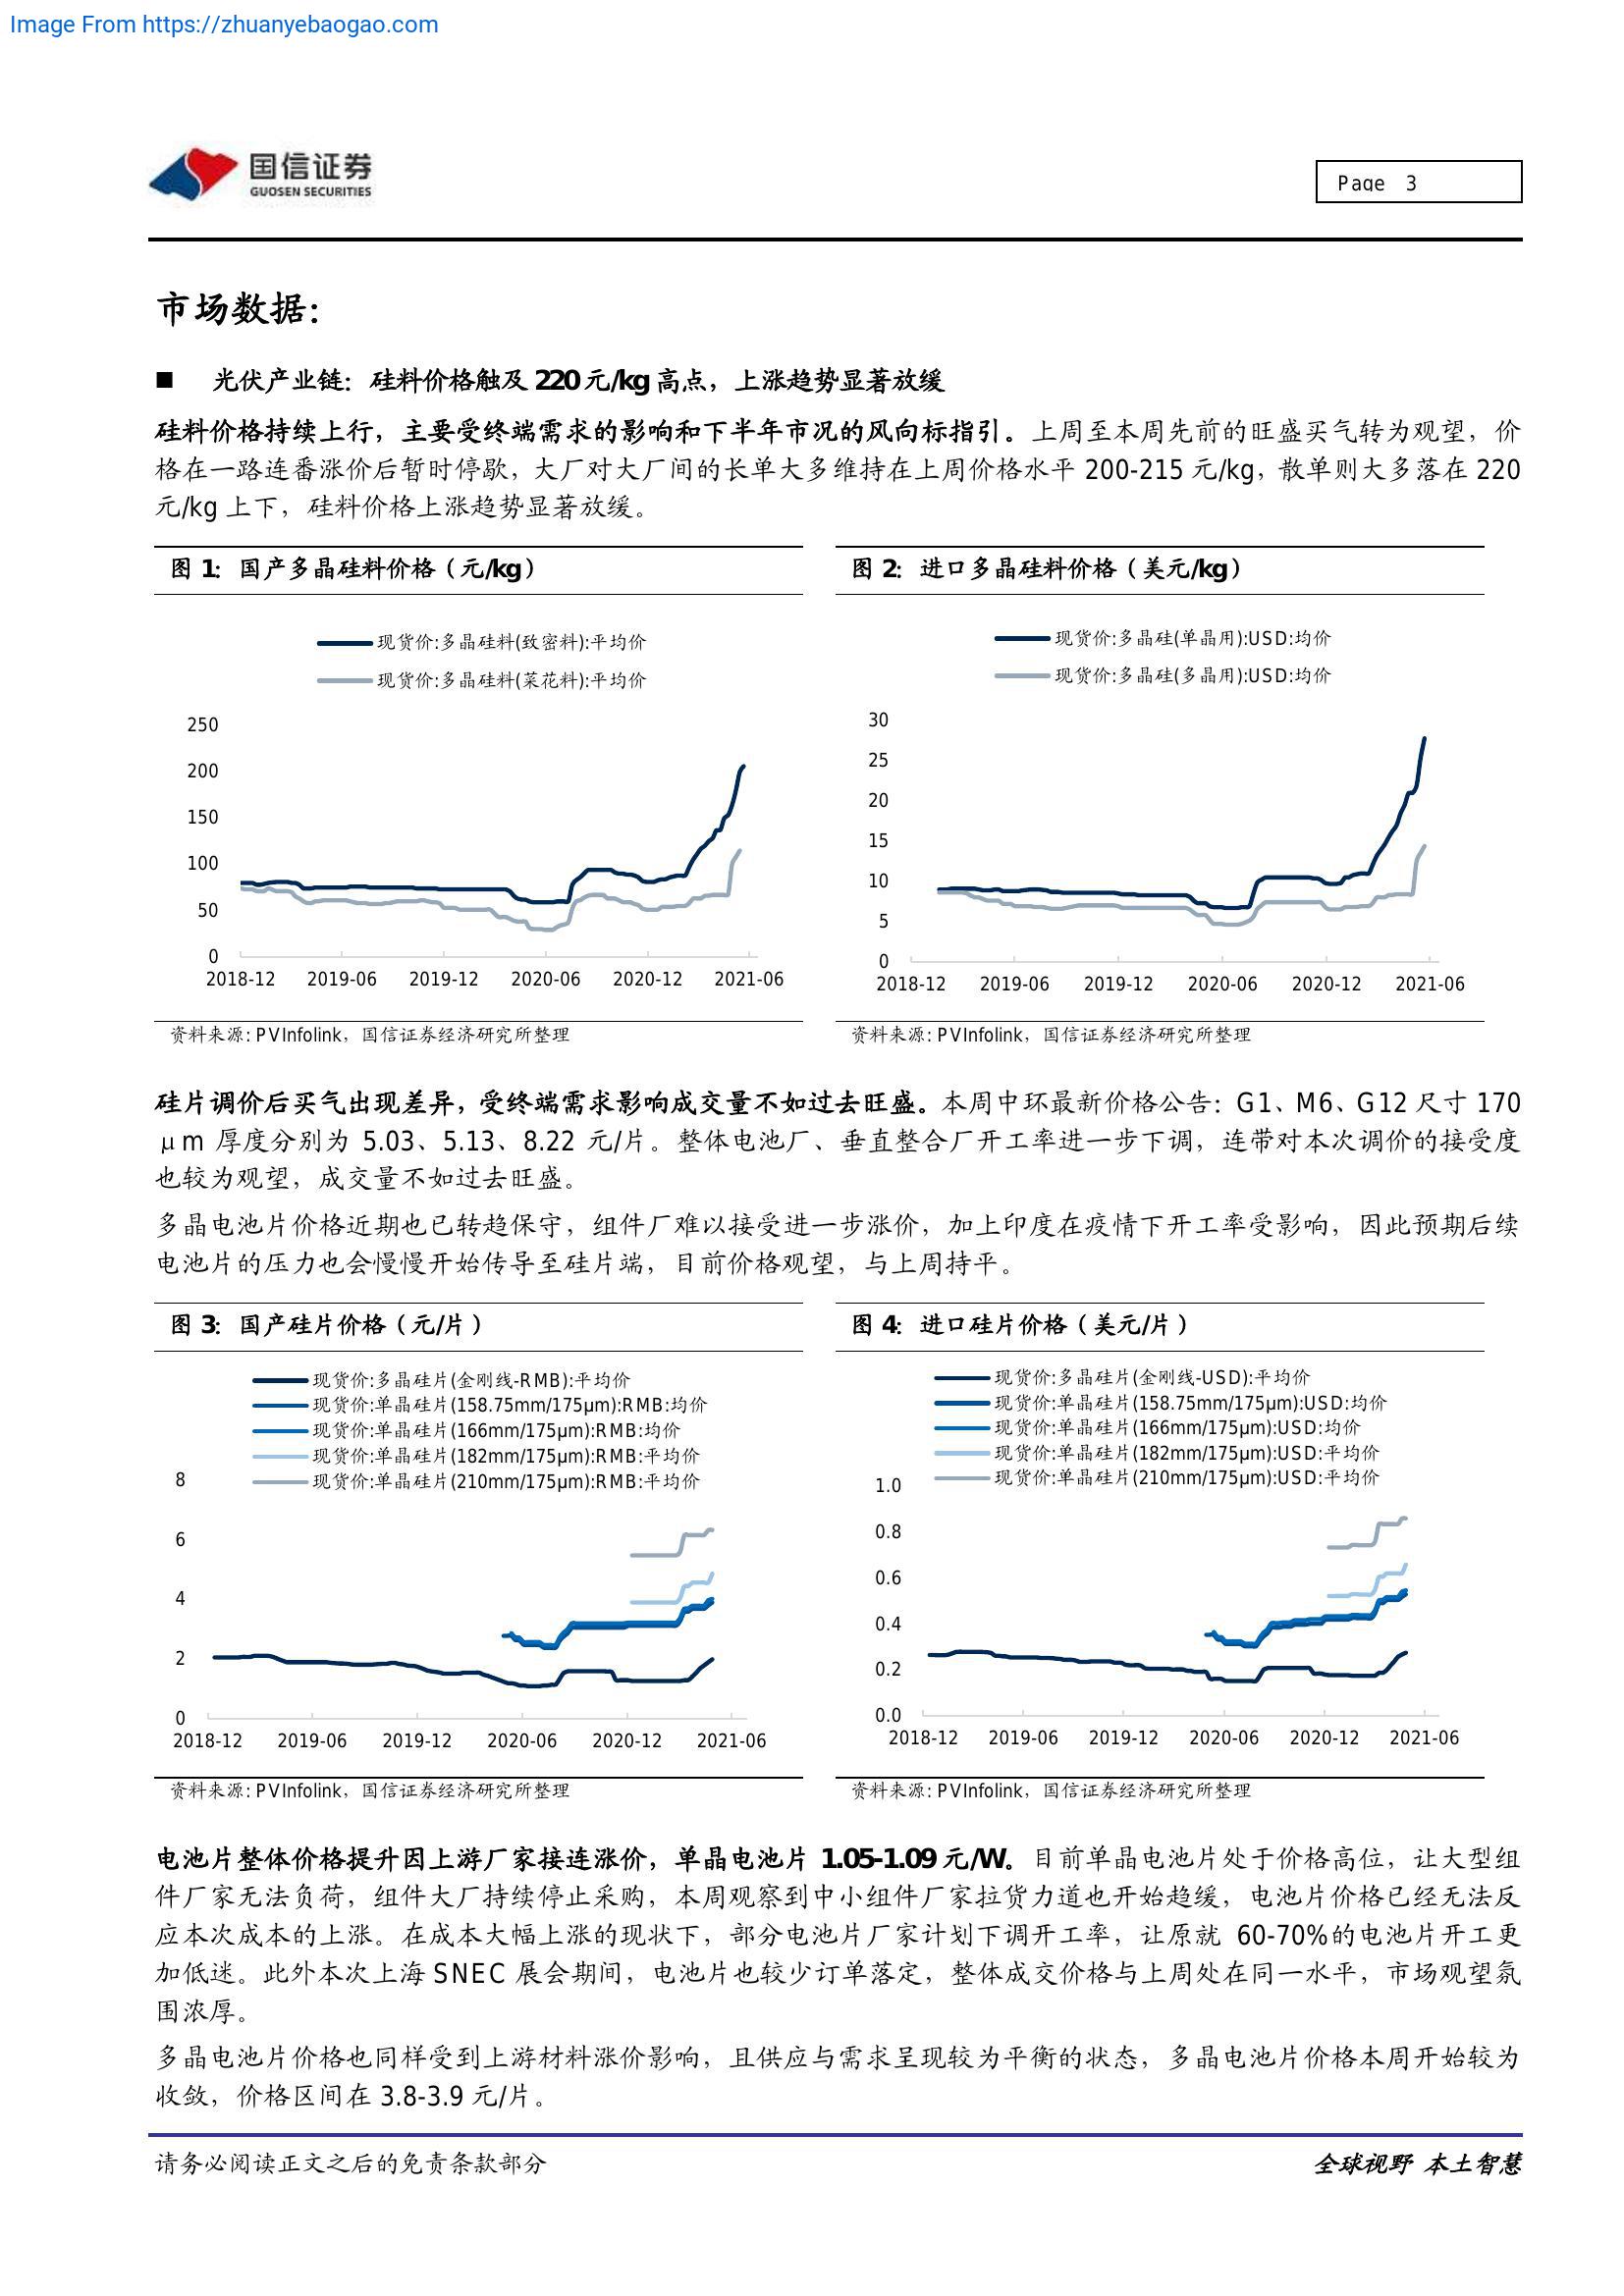 Image From https://zhuanyebaogao.com
国信证券
GUOSEN SECURITIES
Page 3
市场数据：
■ 光伏产业链：硅料价格触及 220 元/kg 高点，上涨趋势显著放缓
硅料价格持续上行，主要受终端需求的影响和下半年市况的风向标指引。上周至本周先前的旺盛买气转为观望，价
格在一路连番涨价后暂时停歇，大厂对大厂间的长单大多维持在上周价格水平 200-215 元/kg，散单则大多落在 220
元/kg 上下，硅料价格上涨趋势显著放缓。
图 1：国产多晶硅料价格（元/kg）
现货价:多晶硅料(致密料):平均价
现货价:多晶硅料(菜花料):平均价
250
200
150
100
50
0
2018-12 2019-06 2019-12 2020-06 2020-12 2021-06
资料来源: PVInfolink，国信证券经济研究所整理
图 2：进口多晶硅料价格（美元/kg）
现货价:多晶硅(单晶用):USD:均价
现货价:多晶硅(多晶用):USD:均价
30
25
20
15
10
5
0
2018-12 2019-06 2019-12 2020-06 2020-12 2021-06
资料来源: PVInfolink，国信证券经济研究所整理
硅片调价后买气出现差异，受终端需求影响成交量不如过去旺盛。本周中环最新价格公告：G1、M6、G12 尺寸 170
μm 厚度分别为 5.03、5.13、8.22 元/片。整体电池厂、垂直整合厂开工率进一步下调，连带对本次调价的接受度
也较为观望，成交量不如过去旺盛。
多晶电池片价格近期也已转趋保守，组件厂难以接受进一步涨价，加上印度在疫情下开工率受影响，因此预期后续
电池片的压力也会慢慢开始传导至硅片端，目前价格观望，与上周持平。
图 3：国产硅片价格（元/片）
现货价:多晶硅片(金刚线-RMB):平均价
现货价:单晶硅片(158.75mm/175μm):RMB:均价
现货价:单晶硅片(166mm/175μm):RMB:均价
现货价:单晶硅片(182mm/175μm):RMB:平均价
现货价:单晶硅片(210mm/175μm):RMB:平均价
8
6
4
2
0
2018-12 2019-06 2019-12 2020-06 2020-12 2021-06
资料来源: PVInfolink，国信证券经济研究所整理
图 4：进口硅片价格（美元/片）
现货价:多晶硅片(金刚线-USD):平均价
现货价:单晶硅片(158.75mm/175μm):USD:均价
现货价:单晶硅片(166mm/175μm):USD:均价
现货价:单晶硅片(182mm/175μm):USD:平均价
现货价:单晶硅片(210mm/175μm):USD:平均价
1.0
0.8
0.6
0.4
0.2
0.0
2018-12 2019-06 2019-12 2020-06 2020-12 2021-06
资料来源: PVInfolink，国信证券经济研究所整理
电池片整体价格提升因上游厂家接连涨价，单晶电池片 1.05-1.09 元/W。目前单晶电池片处于价格高位，让大型组
件厂家无法负荷，组件大厂持续停止采购，本周观察到中小组件厂家拉货力道也开始趋缓，电池片价格已经无法反
应本次成本的上涨。在成本大幅上涨的现状下，部分电池片厂家计划下调开工率，让原就 60-70%的电池片开工更
加低迷。此外本次上海 SNEC 展会期间，电池片也较少订单落定，整体成交价格与上周处在同一水平，市场观望氛
围浓厚。
多晶电池片价格也同样受到上游材料涨价影响，且供应与需求呈现较为平衡的状态，多晶电池片价格本周开始较为
收敛，价格区间在 3.8-3.9 元/片。
请务必阅读正文之后的免责条款部分
全球视野 本土智慧